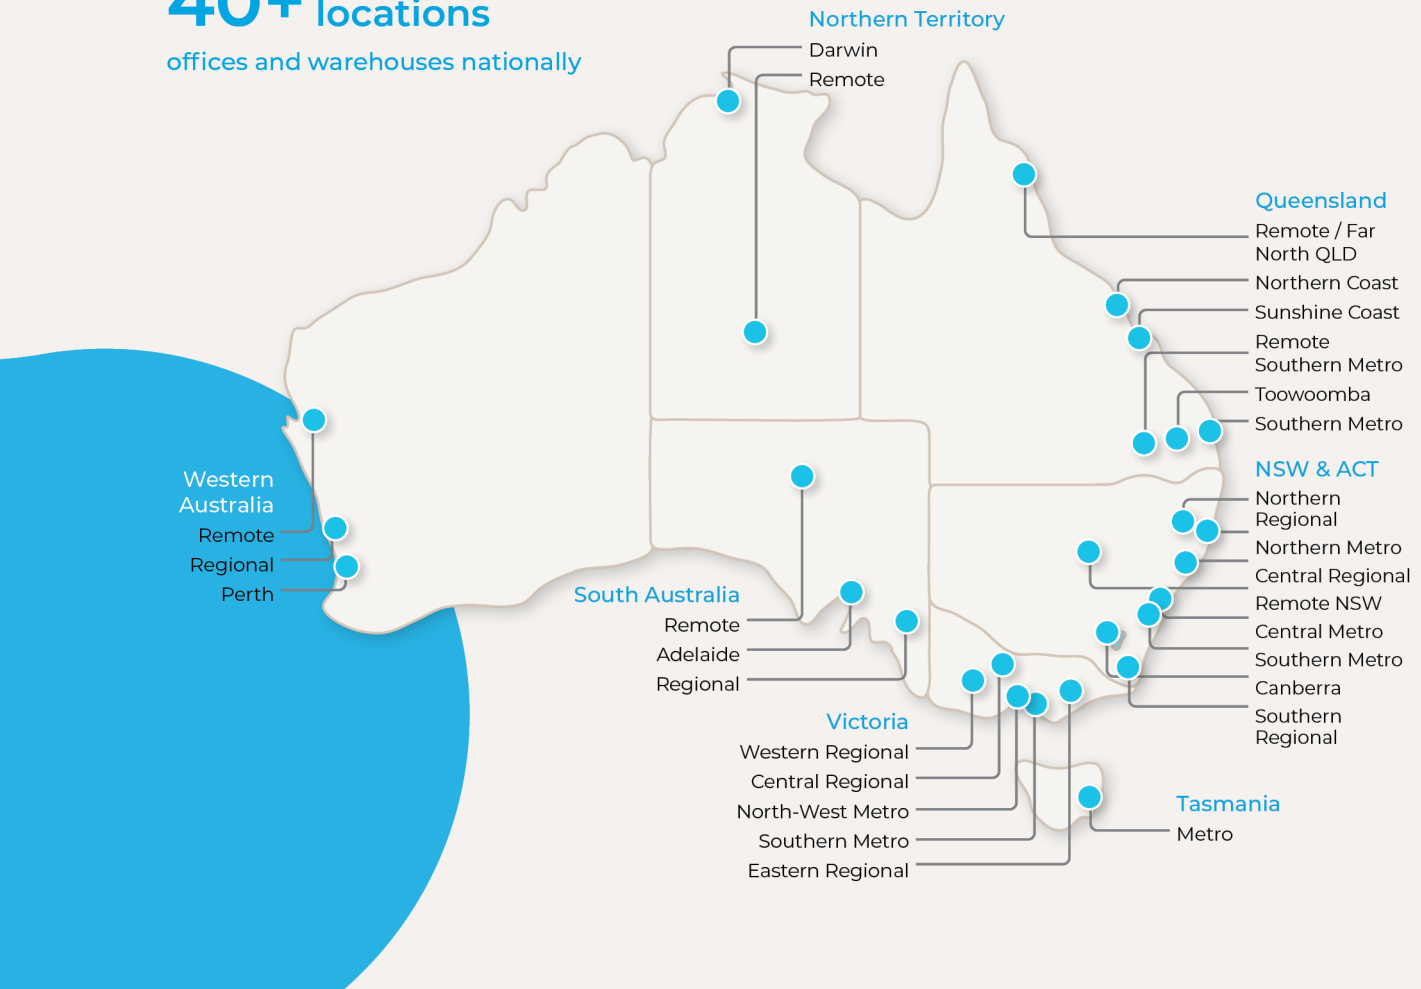 40+ locations
offices and warehouses nationally
Northern Territory
Darwin
Remote
Queensland
Remote / Far
North QLD
Northern Coast
Sunshine Coast
Remote
Southern Metro
Toowoomba
Southern Metro
NSW & ACT
Northern
Regional
Northern Metro
Central Regional
Remote NSW
Central Metro
Southern Metro
Canberra
Southern
Regional
Western
Australia
Remote
Regional
Perth
South Australia
Remote
Adelaide
Regional
Victoria
Western Regional
Central Regional
North-West Metro
Southern Metro
Eastern Regional
Tasmania
Metro